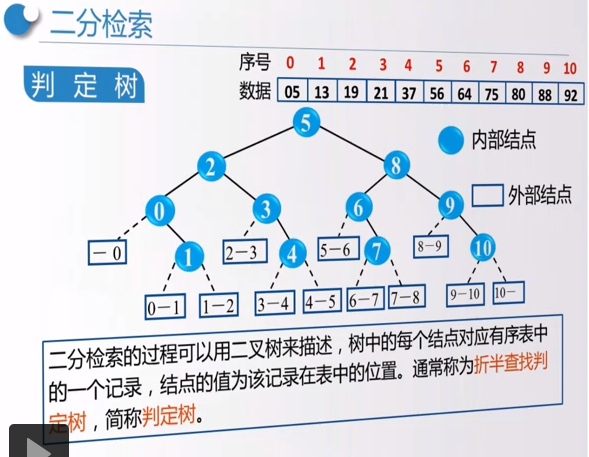 二分检索
序号 0 1 2 3 4 5 6 7 8 9 10
判定树
数据 05 13 19 21 37 56 64 75 80 88 92
5
内部结点
2 8
外部结点
0 3 6 9
-0 1 2-3 4 5-6 7 8-9 10
0-1 1-2 3-4 4-5 6-7 7-8 9-10 10-
二分检索的过程可以用二叉树来描述,树中的每个结点对应有序表中
的一个记录,结点的值为该记录在表中的位置。通常称为折半查找判
定树,简称判定树。